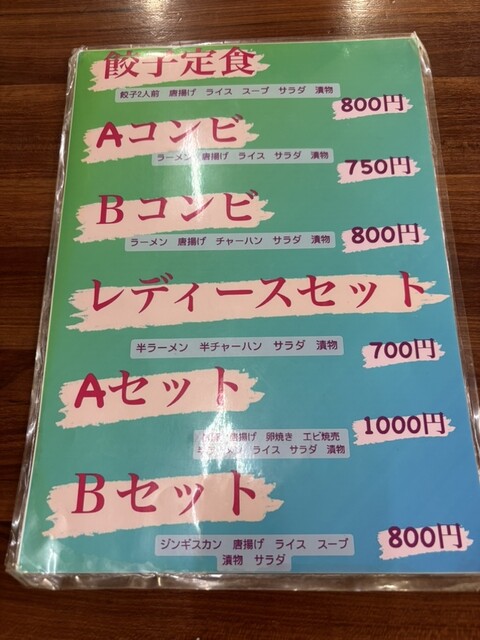 餃子定食
餃子2人前 唐揚げ ライス スープ サラダ 漬物
800円
Aコンビ
ラーメン 唐揚げ ライス サラダ 漬物
750円
Bコンビ
ラーメン 唐揚げ チャーハン サラダ 漬物
800円
レディースセット
半ラーメン 半チャーハン サラダ 漬物
700円
Aセット
1000円
唐揚げ 卵焼き エビ焼売
ライス サラダ 漬物
Bセット
ジンギスカン 唐揚げ ライス スープ
漬物 サラダ
800円